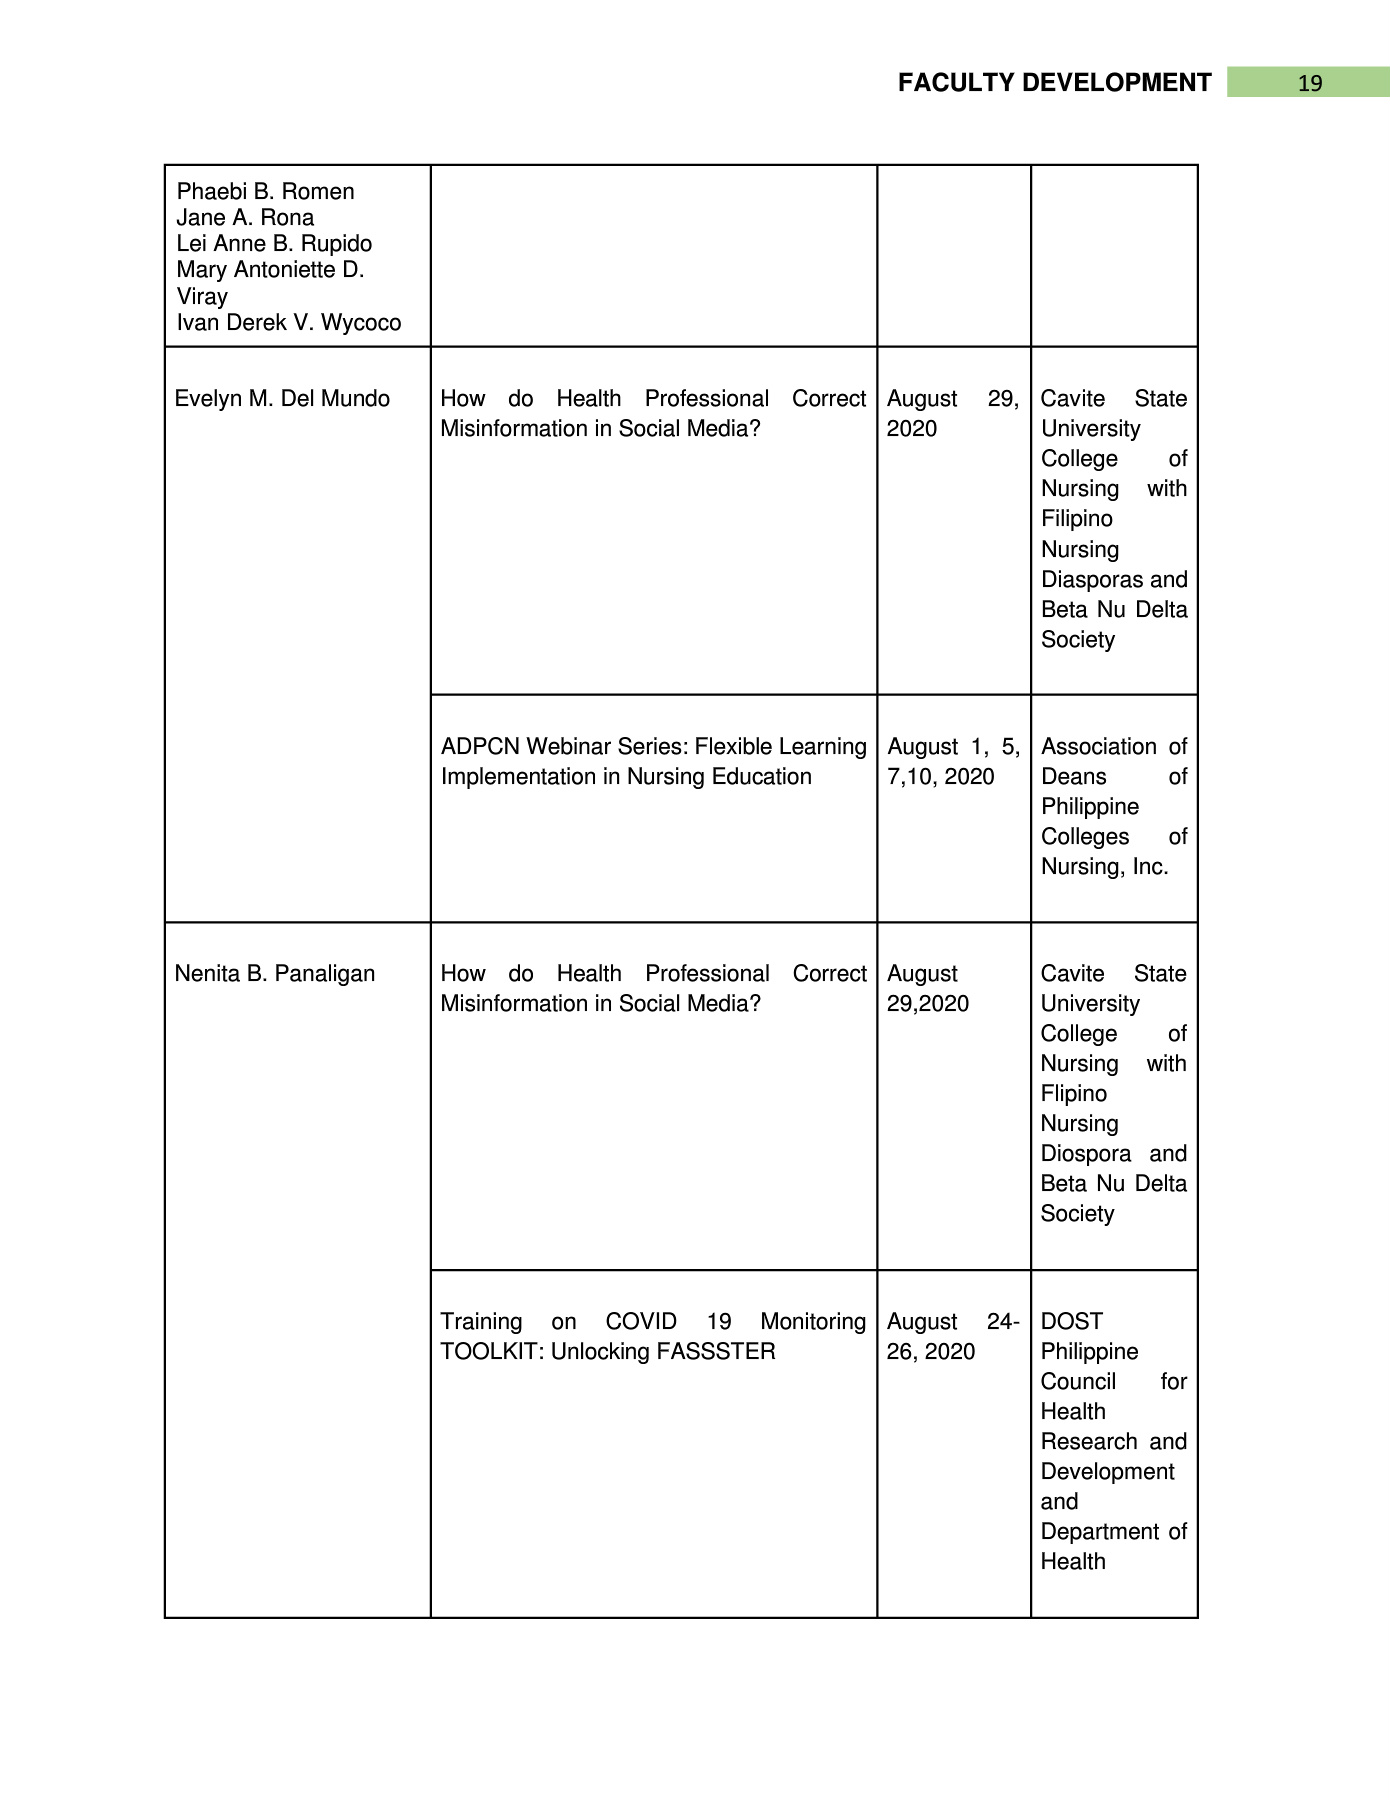 FACULTY DEVELOPMENT 19
Phaebi B. Romen
Jane A. Rona
Lei Anne B. Rupido
Mary Antoniette D.
Viray
Ivan Derek V. Wycoco
Evelyn M. Del Mundo
How do Health Professional Correct
Misinformation in Social Media?
August 29,
2020
Cavite State
University
College of
Nursing with
Filipino
Nursing
Diasporas and
Beta Nu Delta
Society
ADPCN Webinar Series: Flexible Learning
Implementation in Nursing Education
August 1, 5,
7,10, 2020
Association of
Deans of
Philippine
Colleges of
Nursing, Inc.
Nenita B. Panaligan
How do Health Professional Correct
Misinformation in Social Media?
August
29,2020
Cavite State
University
College of
Nursing with
Flipino
Nursing
Diospora and
Beta Nu Delta
Society
Training on COVID 19 Monitoring
TOOLKIT: Unlocking FASSSTER
August 24-
26, 2020
DOST
Philippine
Council for
Health
Research and
Development
and
Department of
Health